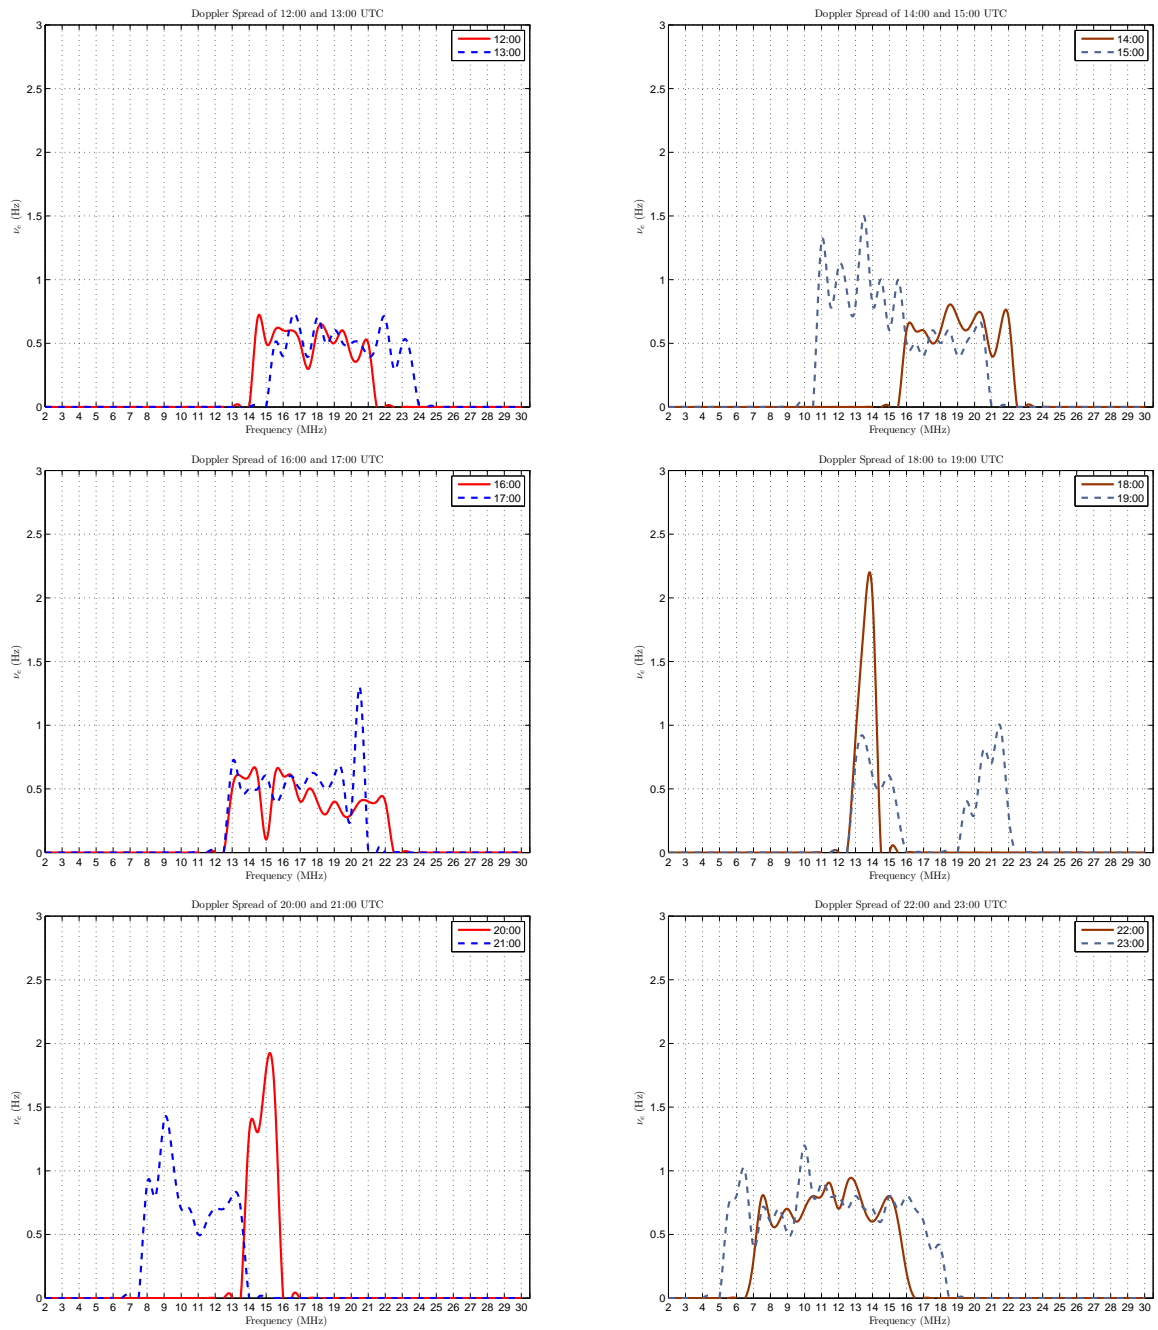 Doppler Spread of 12:00 and 13:00 UTC
3
2.5
2
1.5
1
0.5
0
νe (Hz)
12:00
13:00
2 3 4 5 6 7 8 9 10 11 12 13 14 15 16 17 18 19 20 21 22 23 24 25 26 27 28 29 30
Frequency (MHz)
Doppler Spread of 14:00 and 15:00 UTC
3
2.5
2
1.5
1
0.5
0
νe (Hz)
14:00
15:00
2 3 4 5 6 7 8 9 10 11 12 13 14 15 16 17 18 19 20 21 22 23 24 25 26 27 28 29 30
Frequency (MHz)
Doppler Spread of 16:00 and 17:00 UTC
3
2.5
2
1.5
1
0.5
0
νe (Hz)
16:00
17:00
2 3 4 5 6 7 8 9 10 11 12 13 14 15 16 17 18 19 20 21 22 23 24 25 26 27 28 29 30
Frequency (MHz)
Doppler Spread of 18:00 to 19:00 UTC
3
2.5
2
1.5
1
0.5
0
νe (Hz)
18:00
19:00
2 3 4 5 6 7 8 9 10 11 12 13 14 15 16 17 18 19 20 21 22 23 24 25 26 27 28 29 30
Frequency (MHz)
Doppler Spread of 20:00 and 21:00 UTC
3
2.5
2
1.5
1
0.5
0
νe (Hz)
20:00
21:00
2 3 4 5 6 7 8 9 10 11 12 13 14 15 16 17 18 19 20 21 22 23 24 25 26 27 28 29 30
Frequency (MHz)
Doppler Spread of 22:00 and 23:00 UTC
3
2.5
2
1.5
1
0.5
0
νe (Hz)
22:00
23:00
2 3 4 5 6 7 8 9 10 11 12 13 14 15 16 17 18 19 20 21 22 23 24 25 26 27 28 29 30
Frequency (MHz)